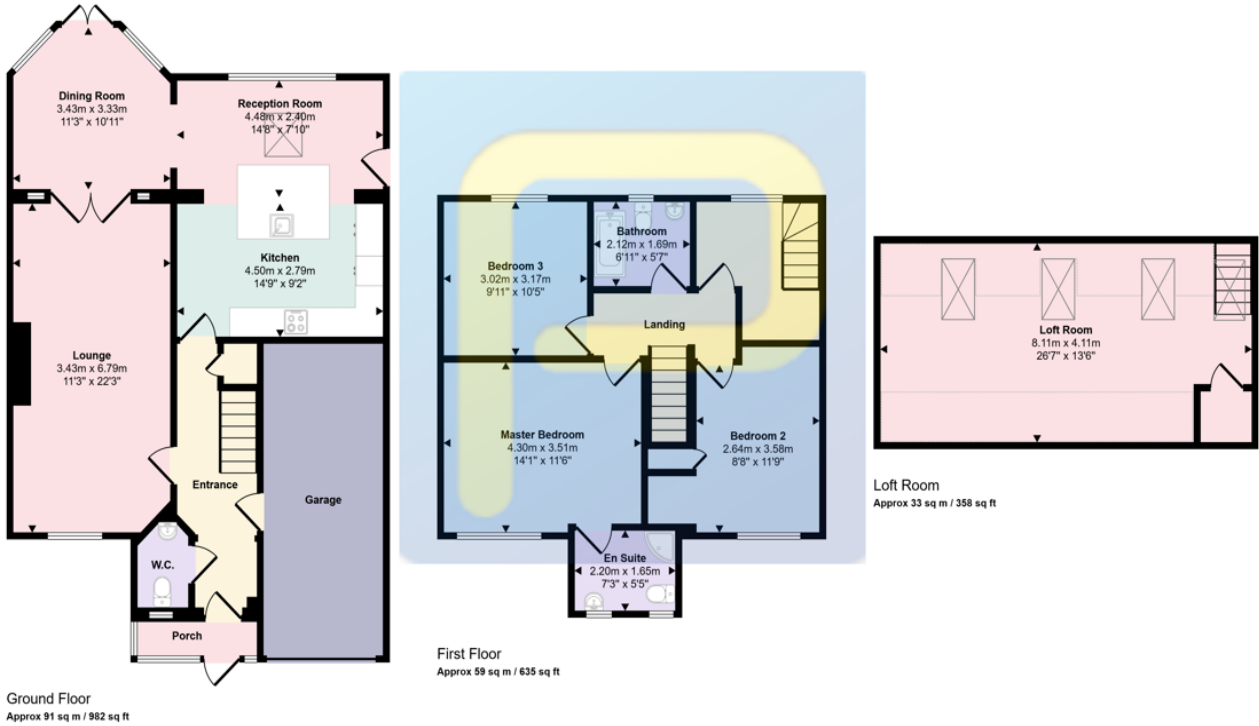 Dining Room
3.43m x 3.33m
11'3" x 10'11"
Reception Room
4.48m x 2.40m
14'8" x 7'10"
Kitchen
4.50m x 2.79m
14'9" x 9'2"
Lounge
3.43m x 6.79m
11'3" x 22'3"
Entrance
Garage
W.C.
Porch
Ground Floor
Approx 91 sq m / 982 sq ft
Bedroom 3
3.02m x 3.17m
9'11" x 10'5"
Bathroom
2.12m x 1.69m
6'11" x 5'7"
Landing
Master Bedroom
4.30m x 3.51m
14'1" x 11'6"
Bedroom 2
2.64m x 3.58m
8'8" x 11'9"
En Suite
2.20m x 1.65m
7'3" x 5'5"
First Floor
Approx 59 sq m / 635 sq ft
Loft Room
8.11m x 4.11m
26'7" x 13'6"
Loft Room
Approx 33 sq m / 358 sq ft